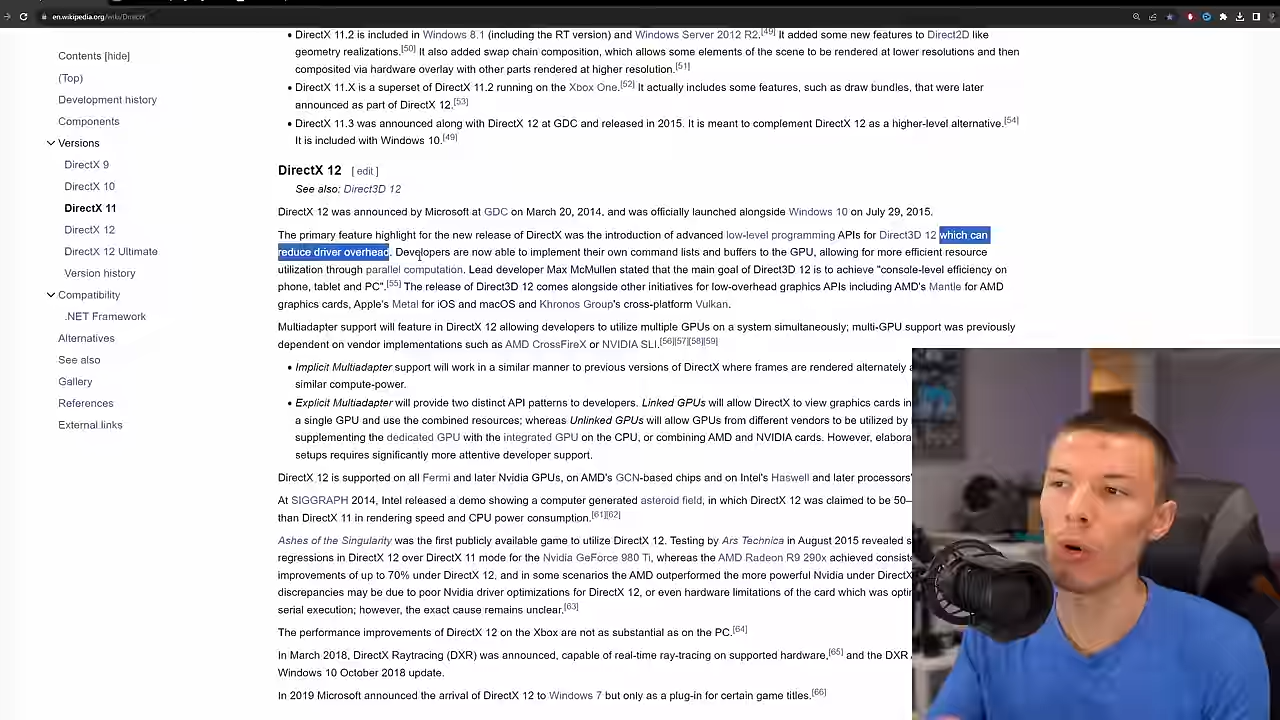 en.wikipedia.org/wiki/DirectX
Contents [hide]
(Top)
Development history
Components
Versions
DirectX 9
DirectX 10
DirectX 11
DirectX 12
DirectX 12 Ultimate
Version history
Compatibility
.NET Framework
Alternatives
See also
Gallery
References
External links
• DirectX 11.2 is included in Windows 8.1 (including the RT version) and Windows Server 2012 R2.[49] It added some new features to Direct2D like
geometry realizations.[50] It also added swap chain composition, which allows some elements of the scene to be rendered at lower resolutions and then
composited via hardware overlay with other parts rendered at higher resolution.[51]
• DirectX 11.X is a superset of DirectX 11.2 running on the Xbox One.[52] It actually includes some features, such as draw bundles, that were later
announced as part of DirectX 12.[53]
• DirectX 11.3 was announced along with DirectX 12 at GDC and released in 2015. It is meant to complement DirectX 12 as a higher-level alternative.[54]
It is included with Windows 10.[49]
DirectX 12 [ edit ]
See also: Direct3D 12
DirectX 12 was announced by Microsoft at GDC on March 20, 2014, and was officially launched alongside Windows 10 on July 29, 2015.
The primary feature highlight for the new release of DirectX was the introduction of advanced low-level programming APIs for Direct3D 12 which can
reduce driver overhead. Developers are now able to implement their own command lists and buffers to the GPU, allowing for more efficient resource
utilization through parallel computation. Lead developer Max McMullen stated that the main goal of Direct3D 12 is to achieve "console-level efficiency on
phone, tablet and PC".[55] The release of Direct3D 12 comes alongside other initiatives for low-overhead graphics APIs including AMD's Mantle for AMD
graphics cards, Apple's Metal for iOS and macOS and Khronos Group's cross-platform Vulkan.
Multiadapter support will feature in DirectX 12 allowing developers to utilize multiple GPUs on a system simultaneously; multi-GPU support was previously
dependent on vendor implementations such as AMD CrossFireX or NVIDIA SLI.[56][57][58][59]
• Implicit Multiadapter support will work in a similar manner to previous versions of DirectX where frames are rendered alternately a
similar compute-power.
• Explicit Multiadapter will provide two distinct API patterns to developers. Linked GPUs will allow DirectX to view graphics cards in
a single GPU and use the combined resources; whereas Unlinked GPUs will allow GPUs from different vendors to be utilized by
supplementing the dedicated GPU with the integrated GPU on the CPU, or combining AMD and NVIDIA cards. However, elabora
setups requires significantly more attentive developer support.
DirectX 12 is supported on all Fermi and later Nvidia GPUs, on AMD's GCN-based chips and on Intel's Haswell and later processors'
At SIGGRAPH 2014, Intel released a demo showing a computer generated asteroid field, in which DirectX 12 was claimed to be 50–
than DirectX 11 in rendering speed and CPU power consumption.[61][62]
Ashes of the Singularity was the first publicly available game to utilize DirectX 12. Testing by Ars Technica in August 2015 revealed s
regressions in DirectX 12 over DirectX 11 mode for the Nvidia GeForce 980 Ti, whereas the AMD Radeon R9 290x achieved consiste
improvements of up to 70% under DirectX 12, and in some scenarios the AMD outperformed the more powerful Nvidia under DirectX
discrepancies may be due to poor Nvidia driver optimizations for DirectX 12, or even hardware limitations of the card which was optir
serial execution; however, the exact cause remains unclear.[63]
The performance improvements of DirectX 12 on the Xbox are not as substantial as on the PC.[64]
In March 2018, DirectX Raytracing (DXR) was announced, capable of real-time ray-tracing on supported hardware,[65] and the DXR
Windows 10 October 2018 update.
In 2019 Microsoft announced the arrival of DirectX 12 to Windows 7 but only as a plug-in for certain game titles.[66]